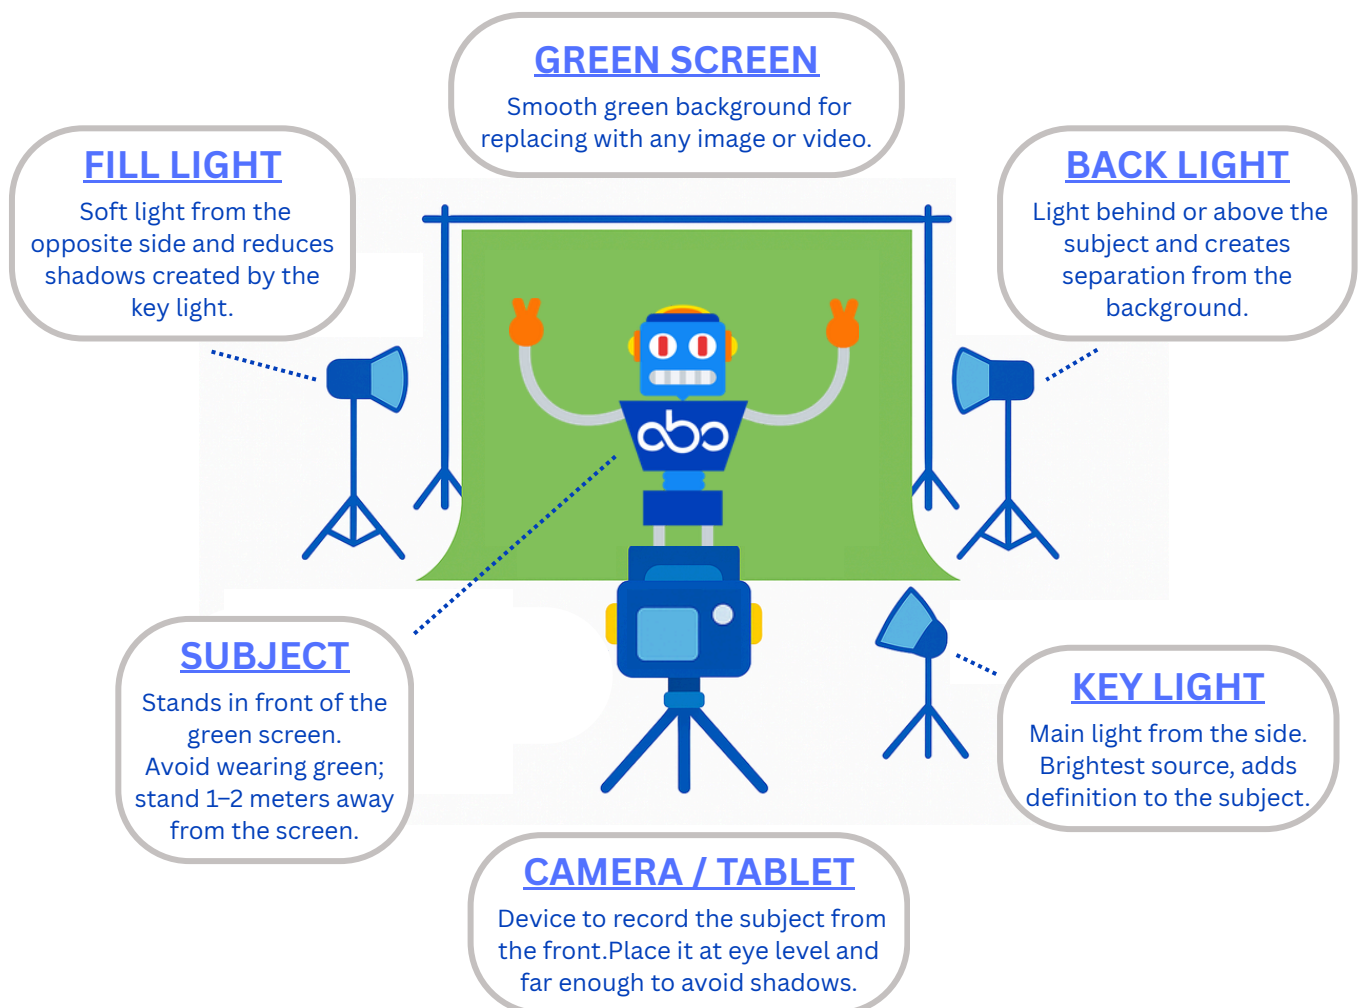 GREEN SCREEN
Smooth green background for
replacing with any image or video.
FILL LIGHT
Soft light from the
opposite side and reduces
shadows created by the
key light.
BACK LIGHT
Light behind or above the
subject and creates
separation from the
background.
abc
SUBJECT
Stands in front of the
green screen.
Avoid wearing green;
stand 1–2 meters away
from the screen.
KEY LIGHT
Main light from the side.
Brightest source, adds
definition to the subject.
CAMERA / TABLET
Device to record the subject from
the front.Place it at eye level and
far enough to avoid shadows.